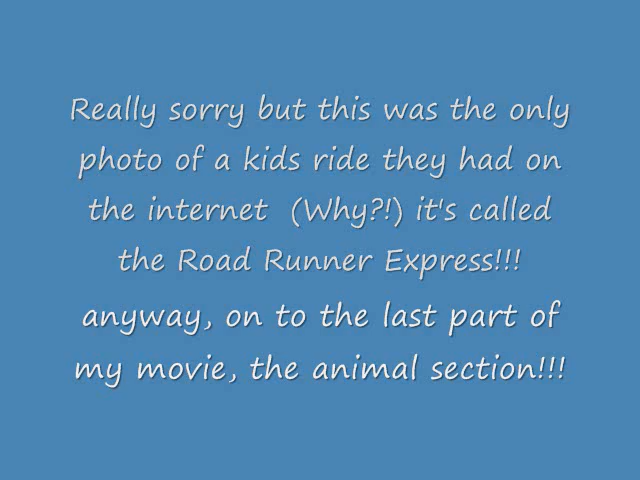 Really sorry but this was the only
photo of a kids ride they had on
the internet  (Why?!) it's called
the Road Runner Express!!!
anyway, on to the last part of
my movie, the animal section!!!